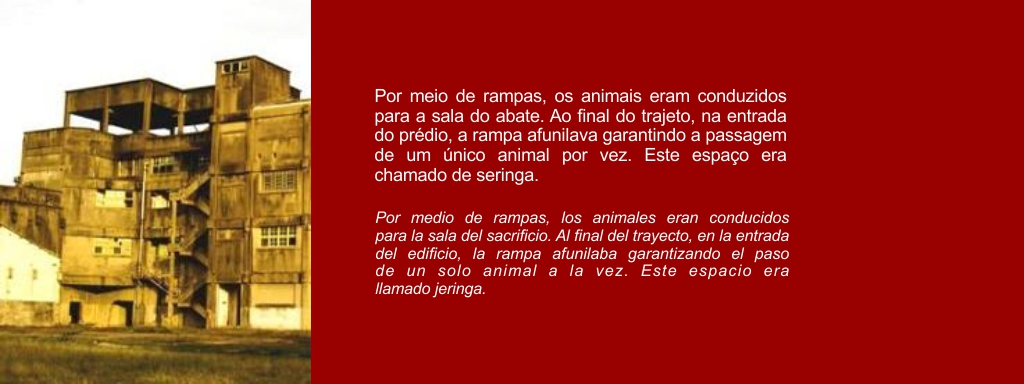 Por meio de rampas, os animais eram conduzidos
para a sala do abate. Ao final do trajeto, na entrada
do prédio, a rampa afunilava garantindo a passagem
de um único animal por vez. Este espaço era
chamado de seringa.
Por medio de rampas, los animales eran conducidos
para la sala del sacrificio. Al final del trayecto, en la entrada
del edificio, la rampa afunilaba garantizando el paso
de un solo animal a la vez. Este espacio era
llamado jeringa.